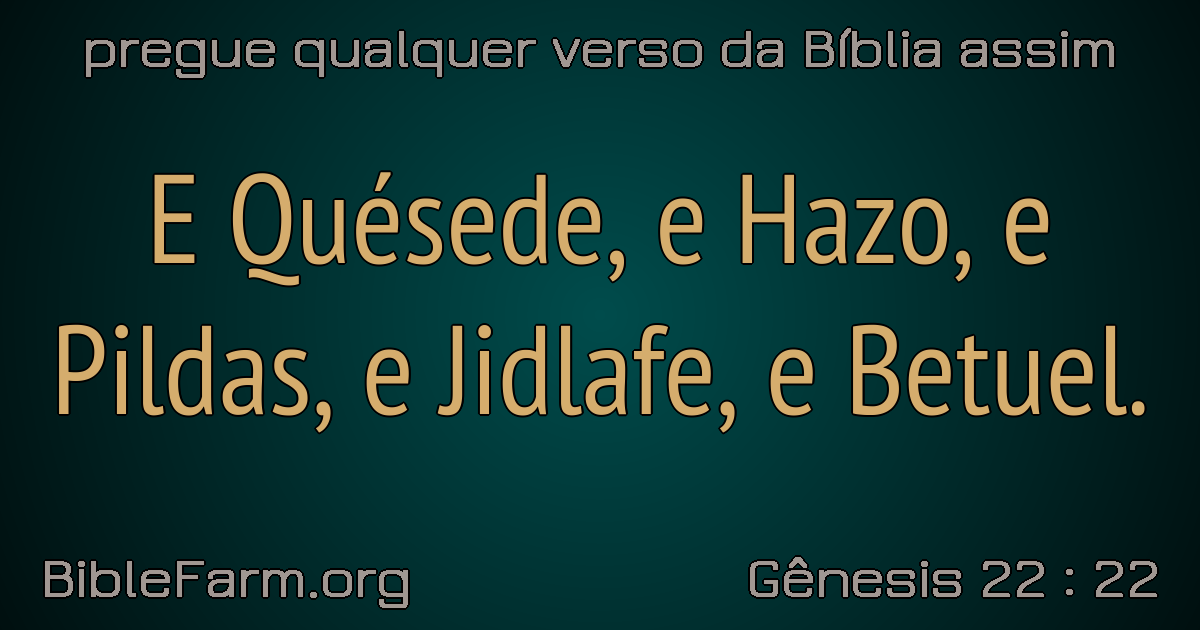 pregue qualquer verso da Bíblia assim
E Quésede, e Hazo, e
Pildas, e Jidlafe, e Betuel.
BibleFarm.org
Gênesis 22 : 22